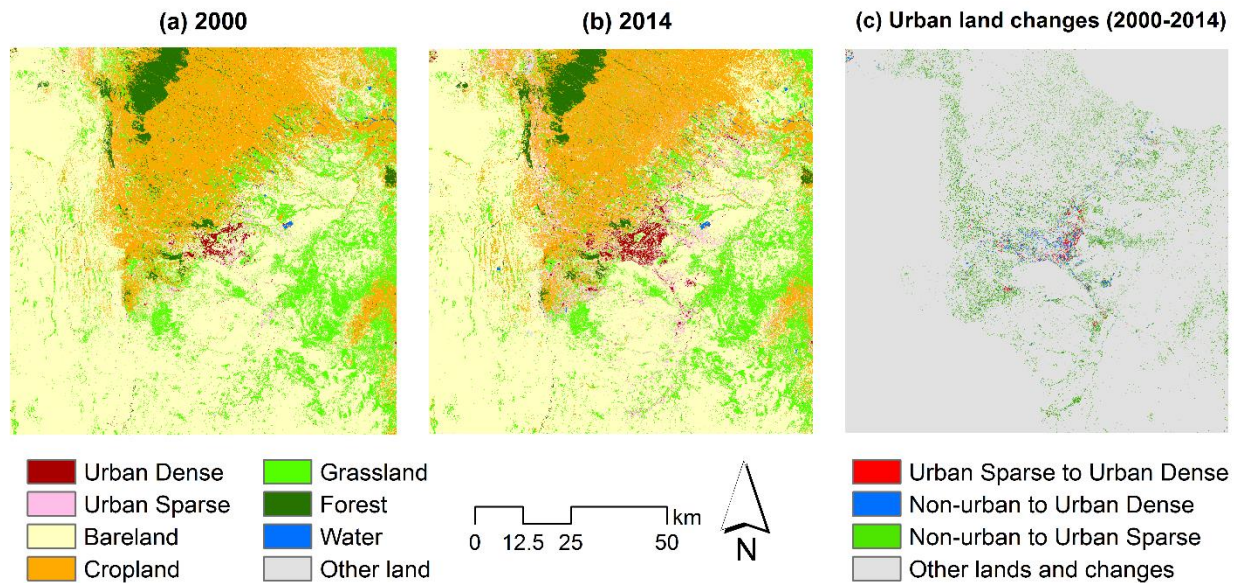 (a) 2000
(b) 2014
(c) Urban land changes (2000-2014)
Urban Dense
Urban Sparse
Bareland
Cropland
Grassland
Forest
Water
Other land
km
0 12.5 25 50
N
Urban Sparse to Urban Dense
Non-urban to Urban Dense
Non-urban to Urban Sparse
Other lands and changes